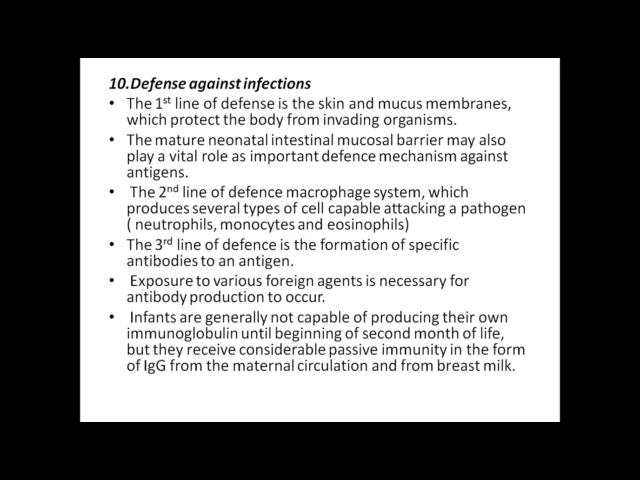 10.Defense against infections
• The 1st line of defense is the skin and mucus membranes,
which protect the body from invading organisms.
• The mature neonatal intestinal mucosal barrier may also
play a vital role as important defence mechanism against
antigens.
• The 2nd line of defence macrophage system, which
produces several types of cell capable attacking a pathogen
( neutrophils, monocytes and eosinophils)
• The 3rd line of defence is the formation of specific
antibodies to an antigen.
• Exposure to various foreign agents is necessary for
antibody production to occur.
• Infants are generally not capable of producing their own
immunoglobulin until beginning of second month of life,
but they receive considerable passive immunity in the form
of IgG from the maternal circulation and from breast milk.